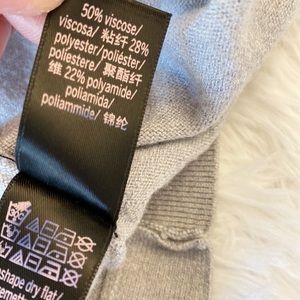 50% viscose/
viscosa/ 粘纤 28%
polyester/poliéster/
poliestere/ 聚酯纤
维 22% polyamide/
poliamida/
poliammide/ 锦纶
shape dry flat/